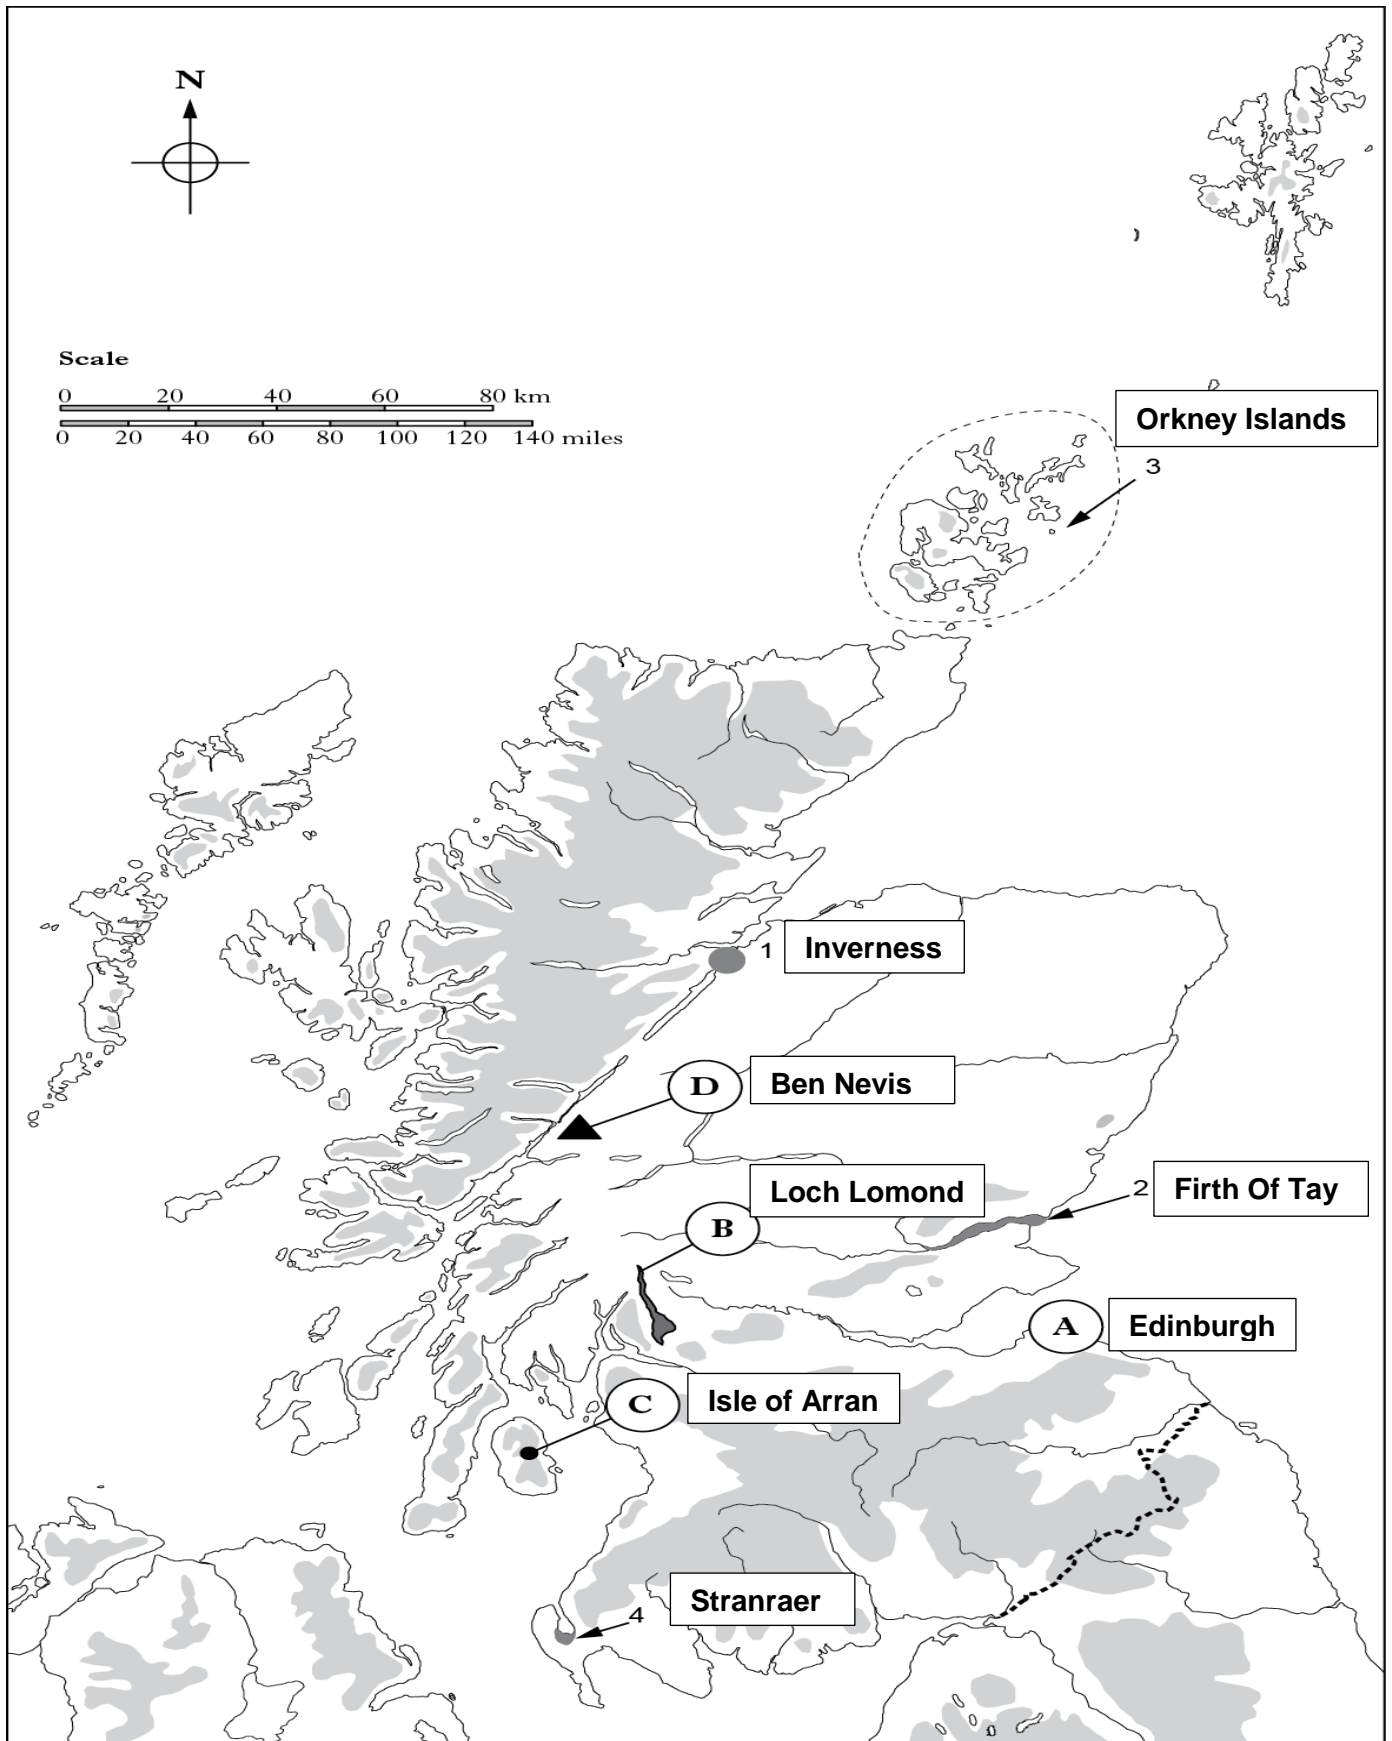 N
Scale
0 20 40 60 80 km
0 20 40 60 80 100 120 140 miles
Orkney Islands
3
1 Inverness
D Ben Nevis
Loch Lomond
B
2 Firth Of Tay
A Edinburgh
C Isle of Arran
Stranraer
4